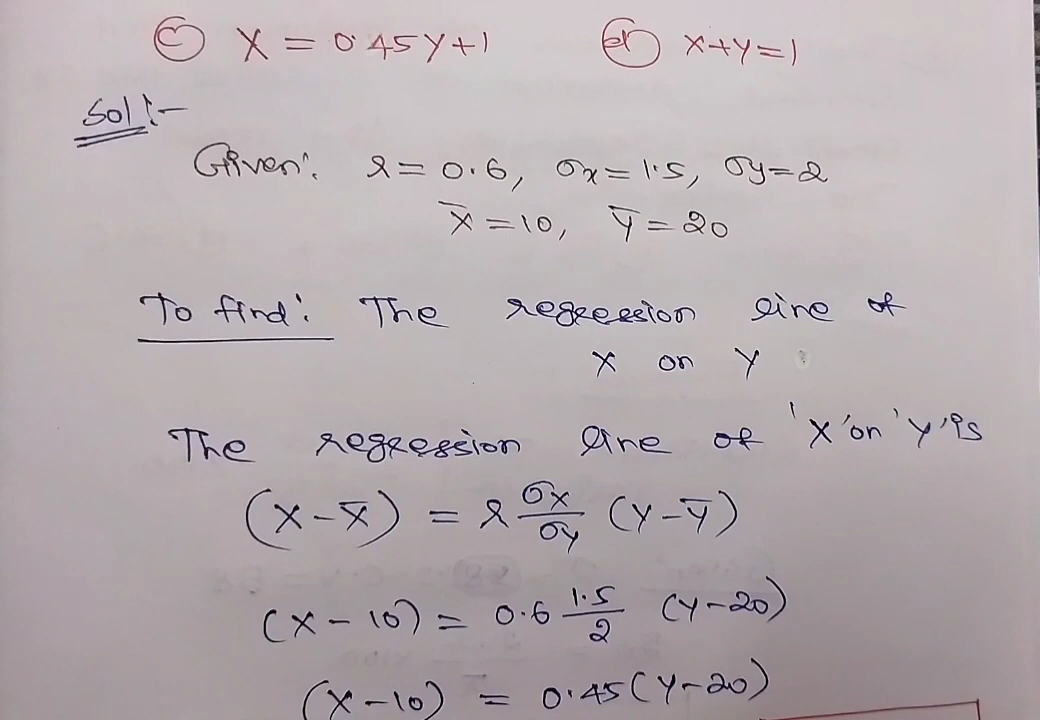 (c) X = 0.45Y+1 (d) X+Y=1
Sol:-
Given: r=0.6, σx=1.5, σy=2
X̄=10, Ȳ=20
To find: The regression line of
X on Y
The regression line of 'X' on 'Y' is
(X-X̄) = r σx/σy (Y-Ȳ)
(X-10) = 0.6 1.5/2 (Y-20)
(X-10) = 0.45(Y-20)